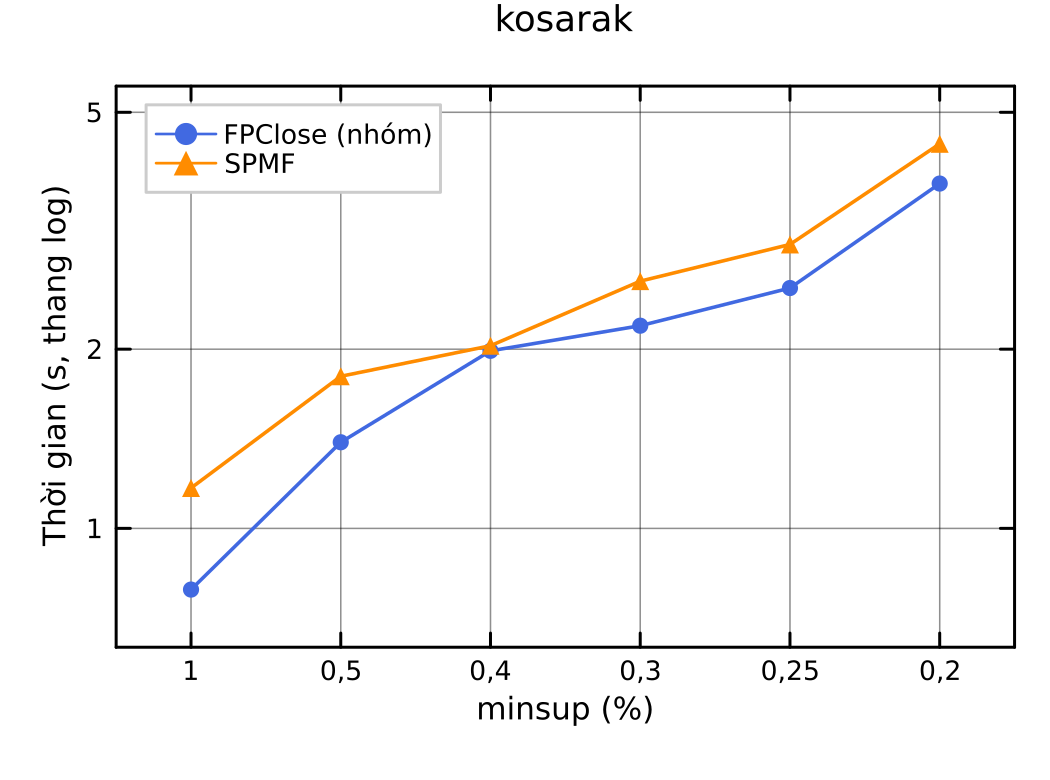 kosarak
FPClose (nhóm)
SPMF
Thời gian (s, thang log)
5
2
1
1
0,5
0,4
0,3
0,25
0,2
minsup (%)